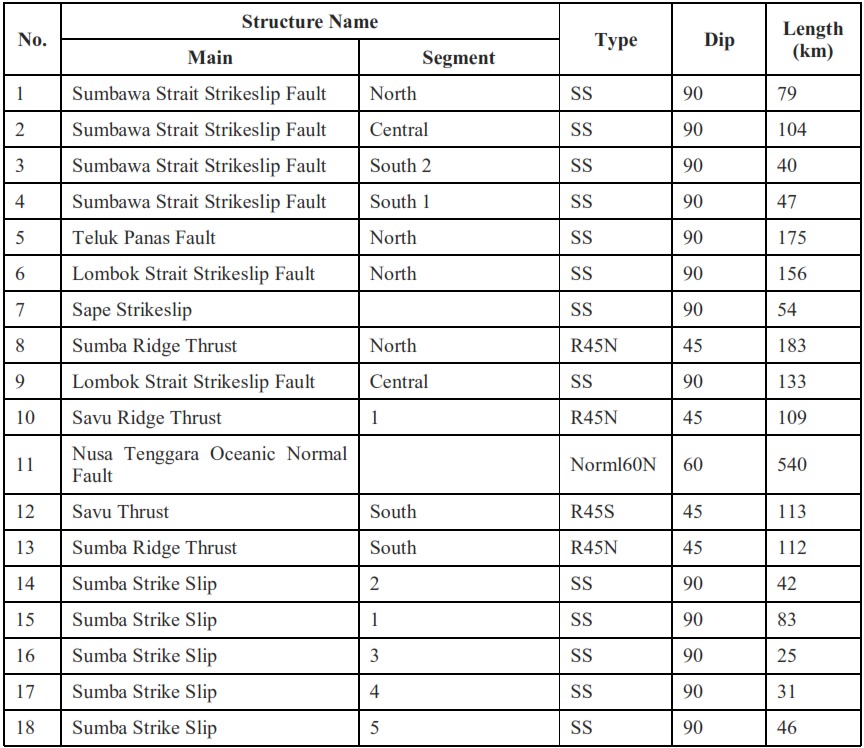 No. Structure Name Type Dip Length (km)
Main Segment
1 Sumbawa Strait Strikeslip Fault North SS 90 79
2 Sumbawa Strait Strikeslip Fault Central SS 90 104
3 Sumbawa Strait Strikeslip Fault South 2 SS 90 40
4 Sumbawa Strait Strikeslip Fault South 1 SS 90 47
5 Teluk Panas Fault North SS 90 175
6 Lombok Strait Strikeslip Fault North SS 90 156
7 Sape Strikeslip SS 90 54
8 Sumba Ridge Thrust North R45N 45 183
9 Lombok Strait Strikeslip Fault Central SS 90 133
10 Savu Ridge Thrust 1 R45N 45 109
11 Nusa Tenggara Oceanic Normal Fault Norml60N 60 540
12 Savu Thrust South R45S 45 113
13 Sumba Ridge Thrust South R45N 45 112
14 Sumba Strike Slip 2 SS 90 42
15 Sumba Strike Slip 1 SS 90 83
16 Sumba Strike Slip 3 SS 90 25
17 Sumba Strike Slip 4 SS 90 31
18 Sumba Strike Slip 5 SS 90 46